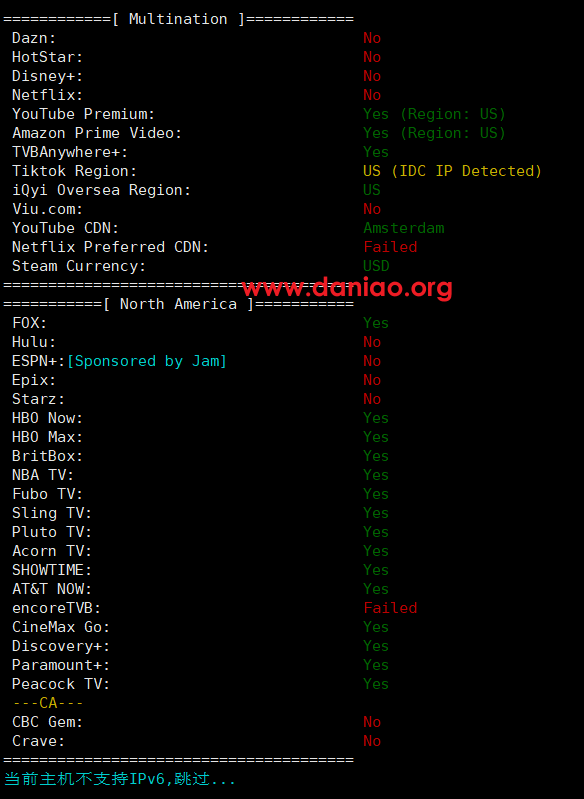 ============[ Multination ]============
Dazn: No
HotStar: No
Disney+: No
Netflix: No
YouTube Premium: Yes (Region: US)
Amazon Prime Video: Yes (Region: US)
TVBAnywhere+: Yes
Tiktok Region: US (IDC IP Detected)
iQyi Oversea Region: US
Viu.com: No
YouTube CDN: Amsterdam
Netflix Preferred CDN: Failed
Steam Currency: USD
=======================================
www.daniao.org
===========[ North America ]===========
FOX: Yes
Hulu: No
ESPN+:[Sponsored by Jam] No
Epix: No
Starz: No
HBO Now: Yes
HBO Max: Yes
BritBox: Yes
NBA TV: Yes
Fubo TV: Yes
Sling TV: Yes
Pluto TV: Yes
Acorn TV: Yes
SHOWTIME: Yes
AT&T NOW: Yes
encoreTVB: Failed
CineMax Go: Yes
Discovery+: Yes
Paramount+: Yes
Peacock TV: Yes
---CA---
CBC Gem: No
Crave: No
=======================================
当前主机不支持IPv6,跳过...